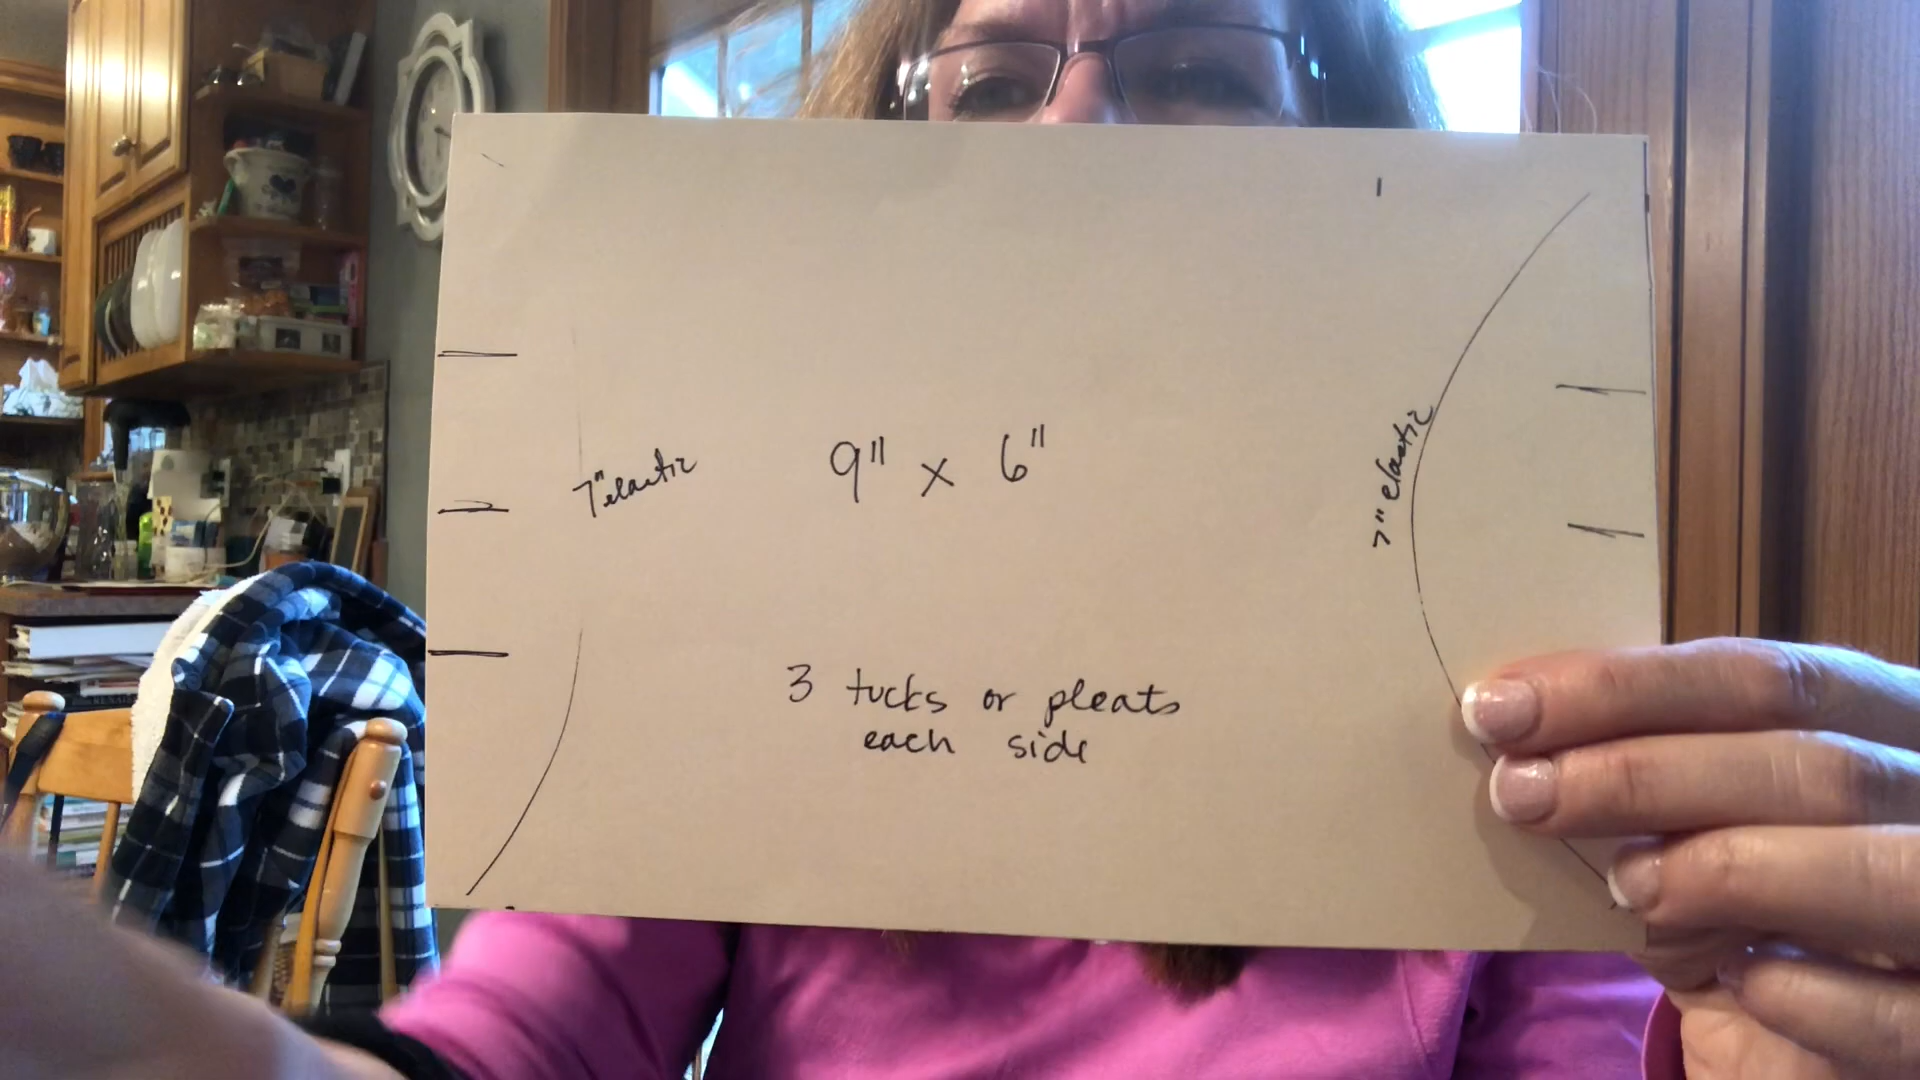 7" elastic
9" x 6"
7" elastic
3 tucks or pleats
each side